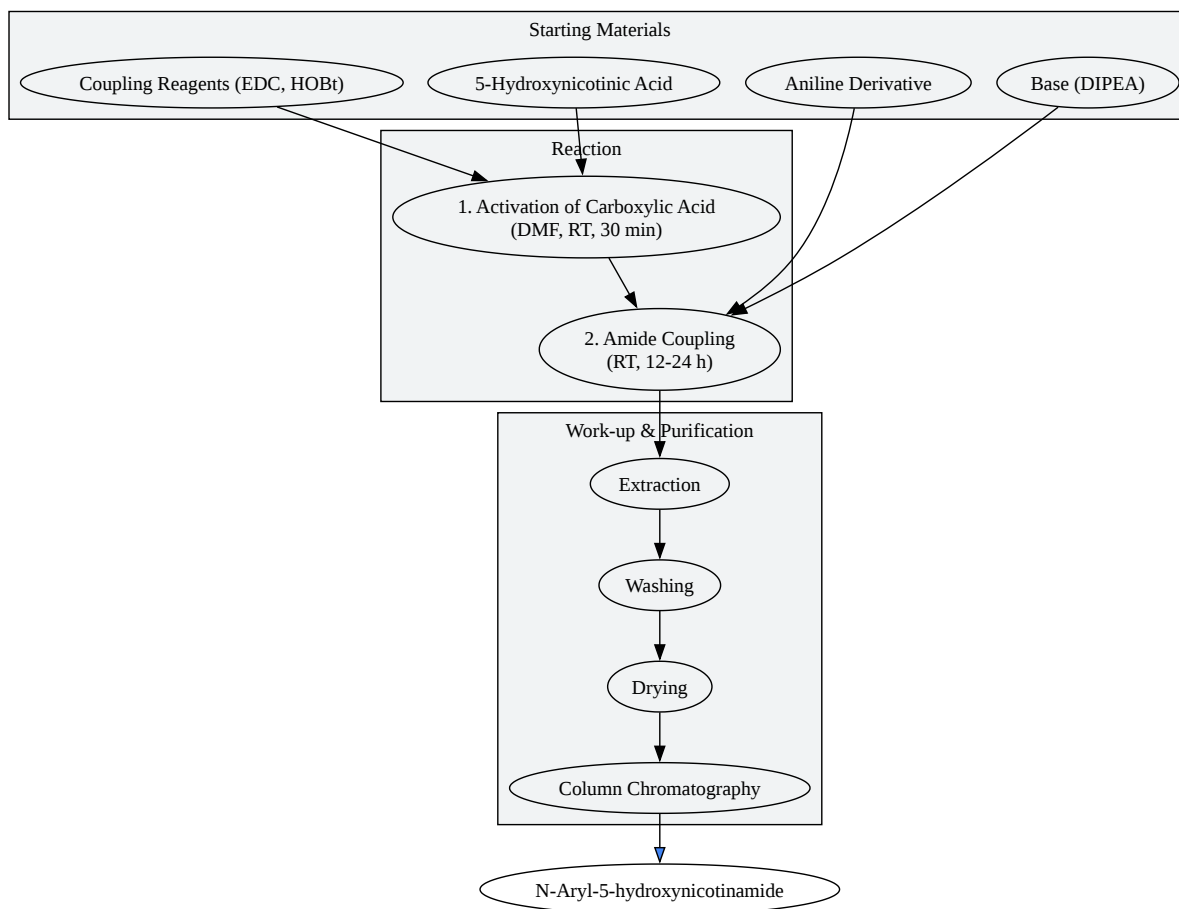 Starting Materials
Coupling Reagents (EDC, HOBt)
5-Hydroxynicotinic Acid
Aniline Derivative
Base (DIPEA)
Reaction
1. Activation of Carboxylic Acid
(DMF, RT, 30 min)
2. Amide Coupling
(RT, 12-24 h)
Work-up & Purification
Extraction
Washing
Drying
Column Chromatography
N-Aryl-5-hydroxynicotinamide